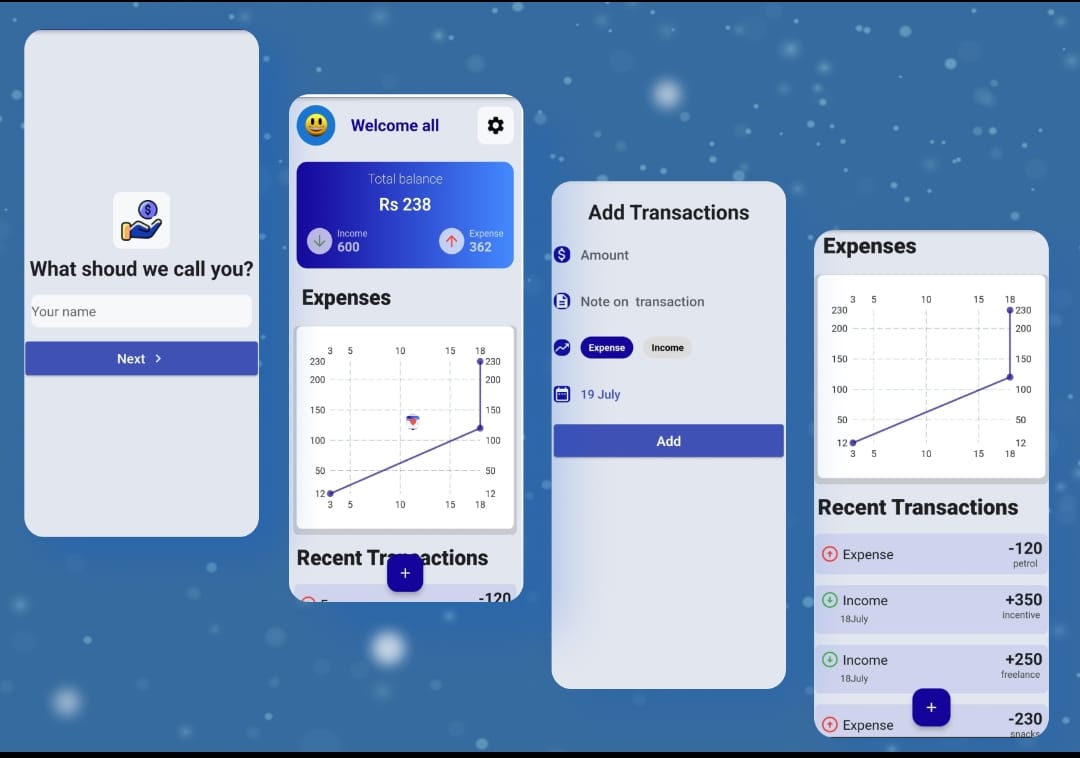 What shoud we call you?
Your name
Next >
Welcome all
Total balance
Rs 238
Income
600
Expense
362
Expenses
3 5 10 15 18
230 230
200 200
150 150
100 100
50 50
12 12
3 5 10 15 18
Recent Transactions
+
-120
Add Transactions
Amount
Note on transaction
Expense Income
19 July
Add
Expenses
3 5 10 15 18
230 230
200 200
150 150
100 100
50 50
12 12
3 5 10 15 18
Recent Transactions
Expense -120
petrol
Income +350
18July incentive
Income +250
18July freelance
+
Expense -230
snacks